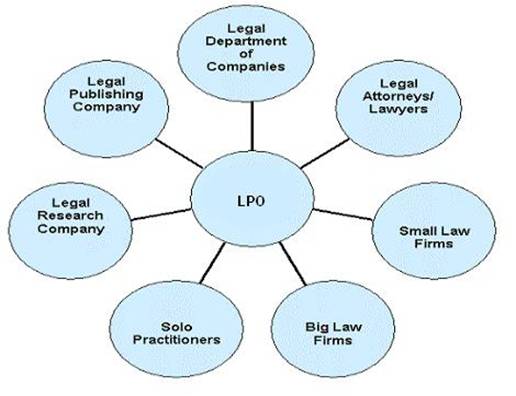 Legal
Department
of
Companies
Legal
Publishing
Company
Legal
Attorneys/
Lawyers
LPO
Legal
Research
Company
Small Law
Firms
Solo
Practitioners
Big Law
Firms